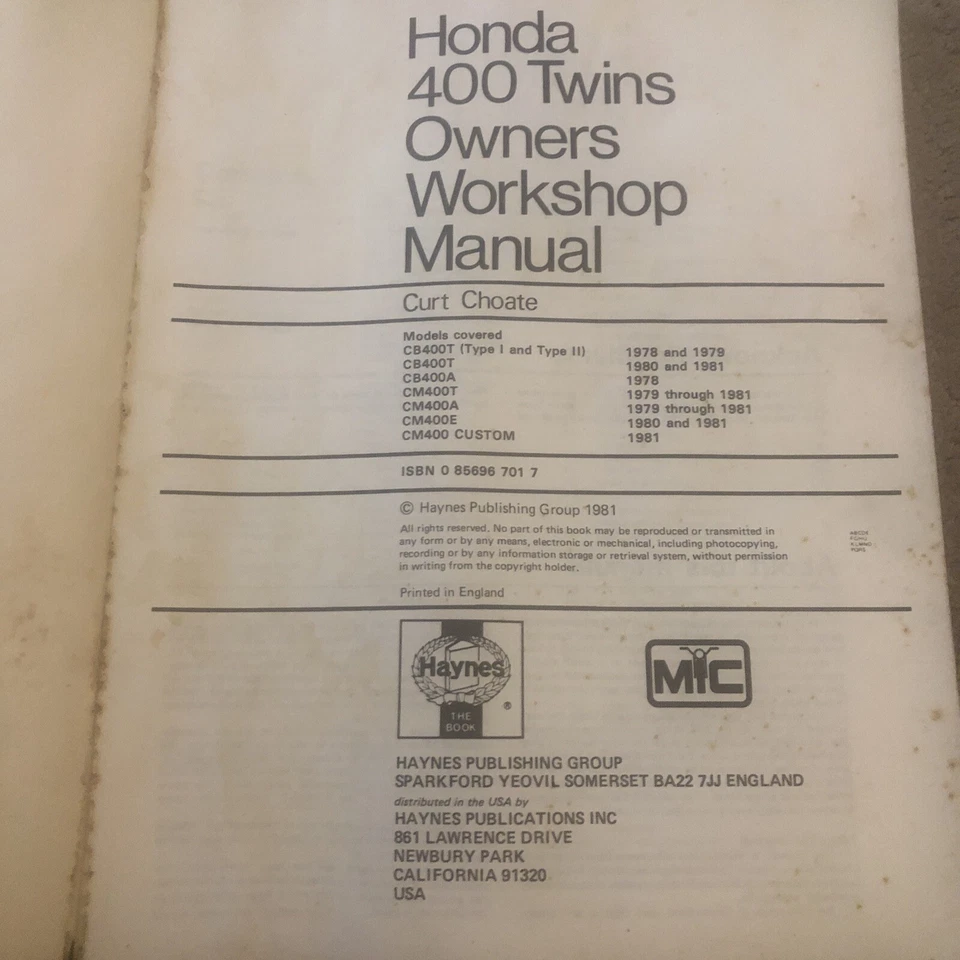 Honda
400 Twins
Owners
Workshop
Manual
Curt Choate
Models covered
CB400T (Type I and Type II) 1978 and 1979
CB400T 1980 and 1981
CB400A 1978
CM400T 1979 through 1981
CM400A 1979 through 1981
CM400E 1980 and 1981
CM400 CUSTOM 1981
ISBN 0 85696 701 7
© Haynes Publishing Group 1981
All rights reserved. No part of this book may be reproduced or transmitted in
any form or by any means, electronic or mechanical, including photocopying,
recording or by any information storage or retrieval system, without permission
in writing from the copyright holder.
Printed in England
Haynes
®
THE
BOOK
MIC
HAYNES PUBLISHING GROUP
SPARKFORD YEOVIL SOMERSET BA22 7JJ ENGLAND
distributed in the USA by
HAYNES PUBLICATIONS INC
861 LAWRENCE DRIVE
NEWBURY PARK
CALIFORNIA 91320
USA